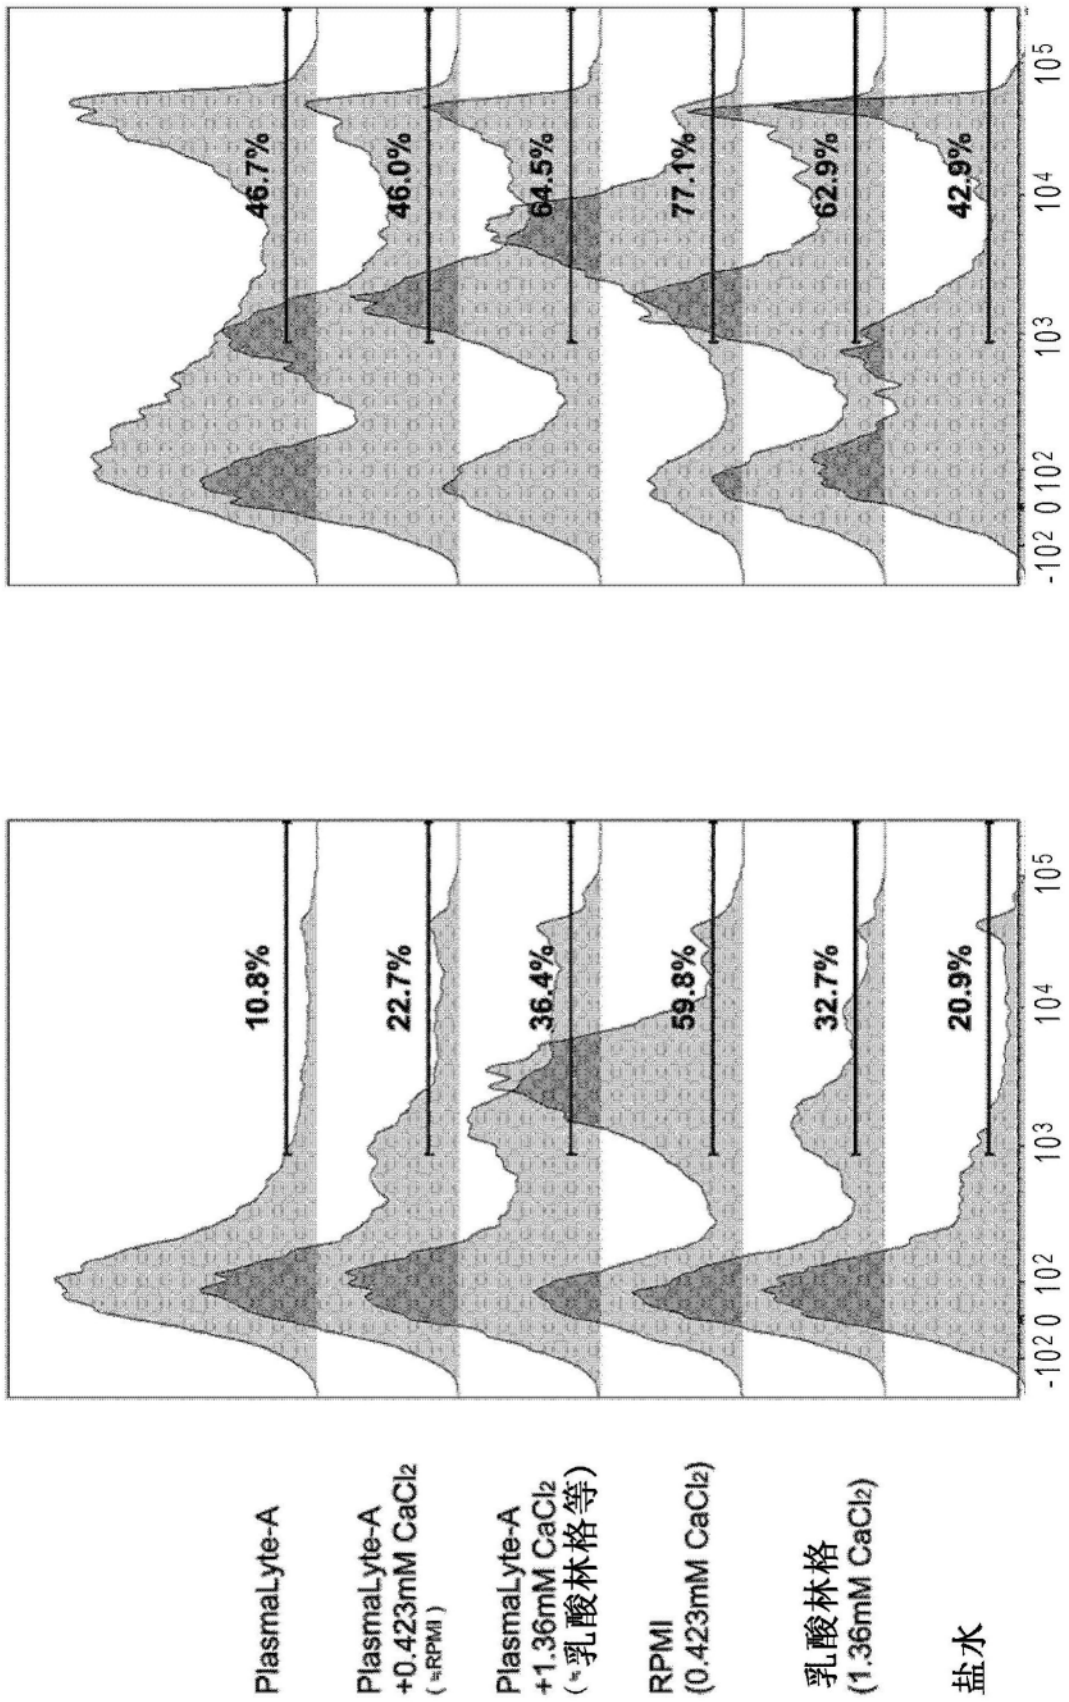 PlasmaLyte-A
10.8%
46.7%
PlasmaLyte-A
+0.423mM CaCl2
(≒RPMI)
22.7%
46.0%
PlasmaLyte-A
+1.36mM CaCl2
(≒乳酸林格等)
36.4%
64.5%
RPMI
(0.423mM CaCl2)
59.8%
77.1%
乳酸林格
(1.36mM CaCl2)
32.7%
62.9%
盐水
20.9%
42.9%
-10² 0 10² 10³ 10⁴ 10⁵
-10² 0 10² 10³ 10⁴ 10⁵